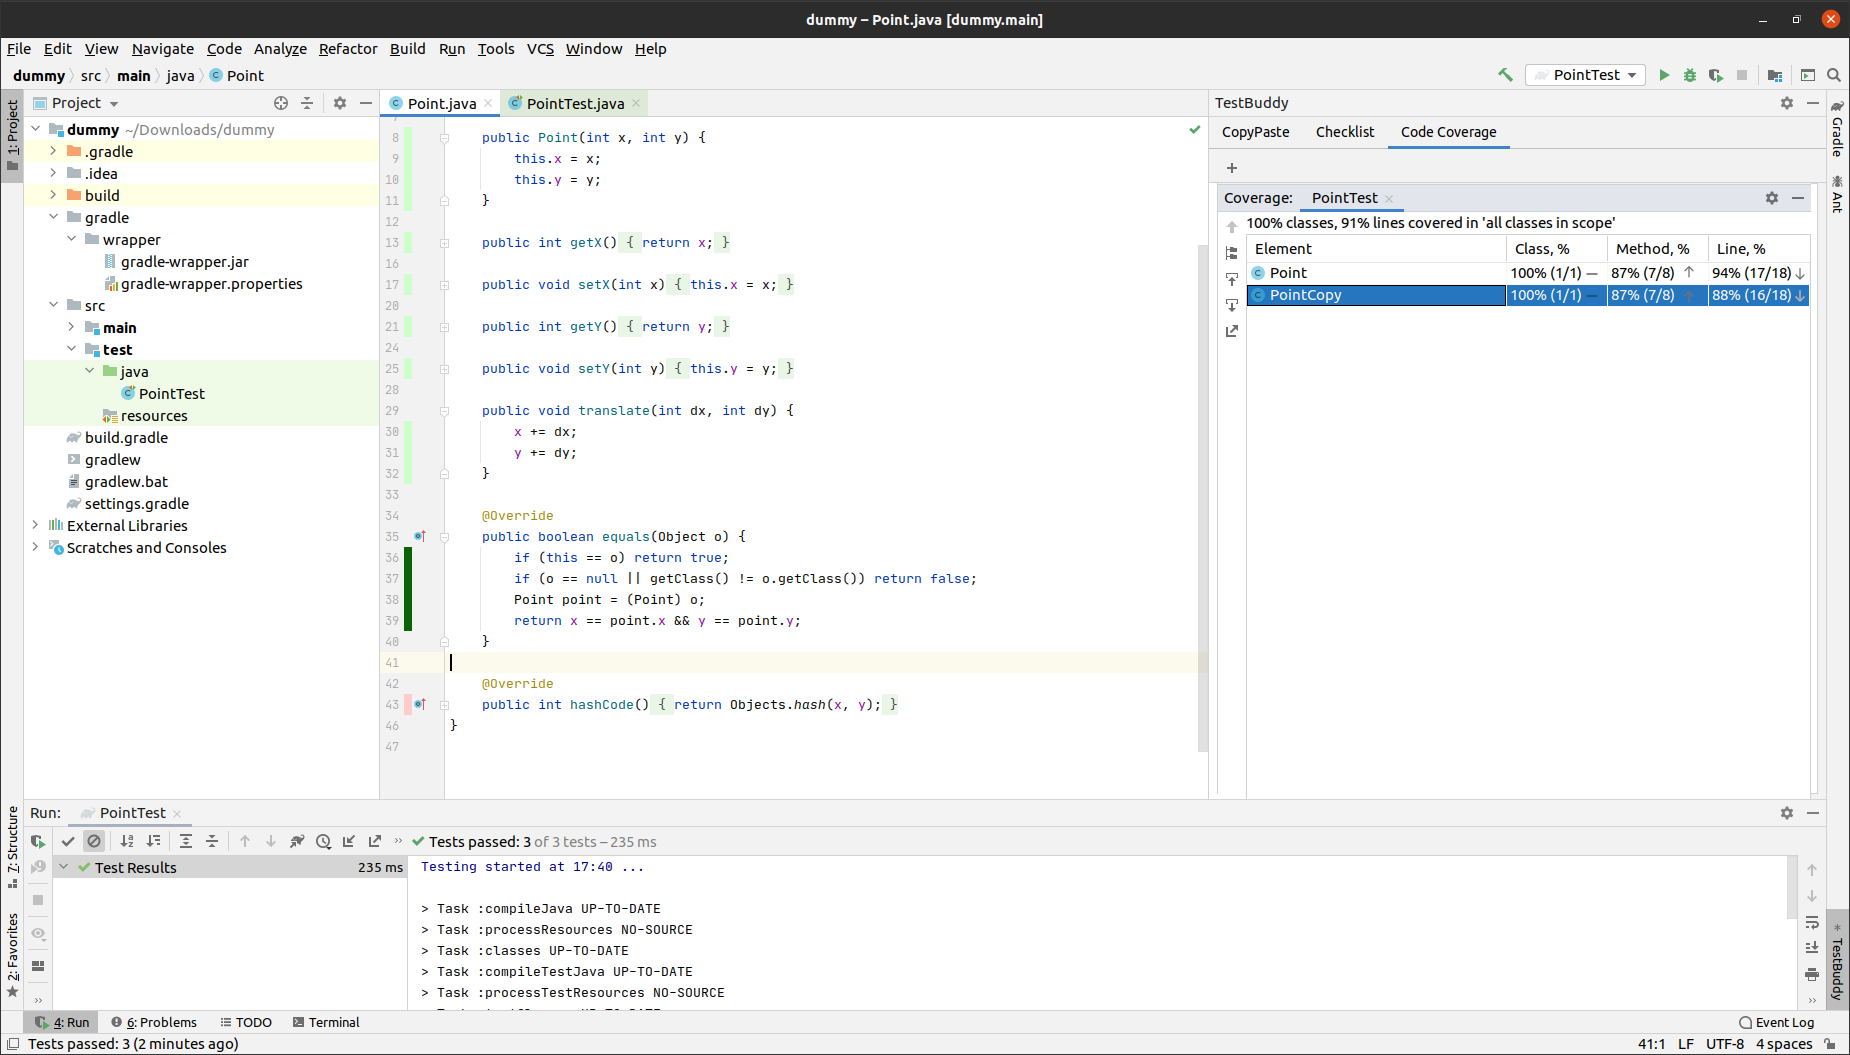 dummy – Point.java [dummy.main]
File Edit View Navigate Code Analyze Refactor Build Run Tools VCS Window Help
dummy src main java Point
PointTest
1: Project
Project
dummy ~/Downloads/dummy
.gradle
.idea
build
gradle
wrapper
gradle-wrapper.jar
gradle-wrapper.properties
src
main
test
java
PointTest
resources
build.gradle
gradlew
gradlew.bat
settings.gradle
External Libraries
Scratches and Consoles
Point.java PointTest.java
8 public Point(int x, int y) {
9 this.x = x;
10 this.y = y;
11 }
12
13 public int getX() { return x; }
16
17 public void setX(int x) { this.x = x; }
20
21 public int getY() { return y; }
24
25 public void setY(int y) { this.y = y; }
28
29 public void translate(int dx, int dy) {
30 x += dx;
31 y += dy;
32 }
33
34 @Override
35 public boolean equals(Object o) {
36 if (this == o) return true;
37 if (o == null || getClass() != o.getClass()) return false;
38 Point point = (Point) o;
39 return x == point.x && y == point.y;
40 }
41
42 @Override
43 public int hashCode() { return Objects.hash(x, y); }
46 }
47
TestBuddy
CopyPaste Checklist Code Coverage
Coverage: PointTest
100% classes, 91% lines covered in 'all classes in scope'
Element Class, % Method, % Line, %
Point 100% (1/1) 87% (7/8) 94% (17/18)
PointCopy 100% (1/1) 87% (7/8) 88% (16/18)
Gradle
Ant
TestBuddy
7: Structure
2: Favorites
Run: PointTest
Tests passed: 3 of 3 tests – 235 ms
Test Results 235 ms
Testing started at 17:40 ...
> Task :compileJava UP-TO-DATE
> Task :processResources NO-SOURCE
> Task :classes UP-TO-DATE
> Task :compileTestJava UP-TO-DATE
> Task :processTestResources NO-SOURCE
4: Run 6: Problems TODO Terminal Event Log
Tests passed: 3 (2 minutes ago) 41:1 LF UTF-8 4 spaces